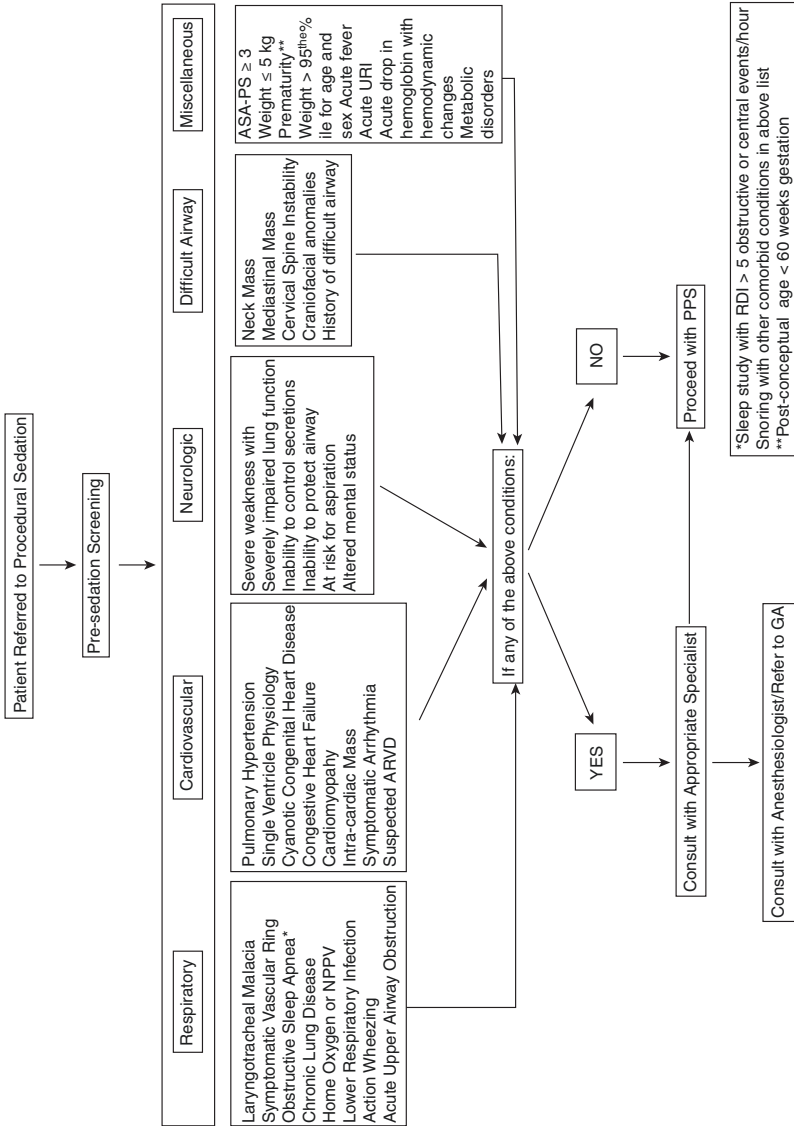 Patient Referred to Procedural Sedation
Pre-sedation Screening
Respiratory
Cardiovascular
Neurologic
Difficult Airway
Miscellaneous
Laryngotracheal Malacia
Symptomatic Vascular Ring
Obstructive Sleep Apnea*
Chronic Lung Disease
Home Oxygen or NPPV
Lower Respiratory Infection
Action Wheezing
Acute Upper Airway Obstruction
Pulmonary Hypertension
Single Ventricle Physiology
Cyanotic Congenital Heart Disease
Congestive Heart Failure
Cardiomyopahy
Intra-cardiac Mass
Symptomatic Arrhythmia
Suspected ARVD
Severe weakness with
Severely impaired lung function
Inability to control secretions
Inability to protect airway
At risk for aspiration
Altered mental status
Neck Mass
Mediastinal Mass
Cervical Spine Instability
Craniofacial anomalies
History of difficult airway
ASA-PS ≥ 3
Weight ≤ 5 kg
Prematurity**
Weight > 95the%
ile for age and
sex Acute fever
Acute URI
Acute drop in
hemoglobin with
hemodynamic
changes
Metabolic
disorders
If any of the above conditions:
YES
NO
Consult with Appropriate Specialist
Proceed with PPS
Consult with Anesthesiologist/Refer to GA
*Sleep study with RDI > 5 obstructive or central events/hour
Snoring with other comorbid conditions in above list
**Post-conceptual age < 60 weeks gestation